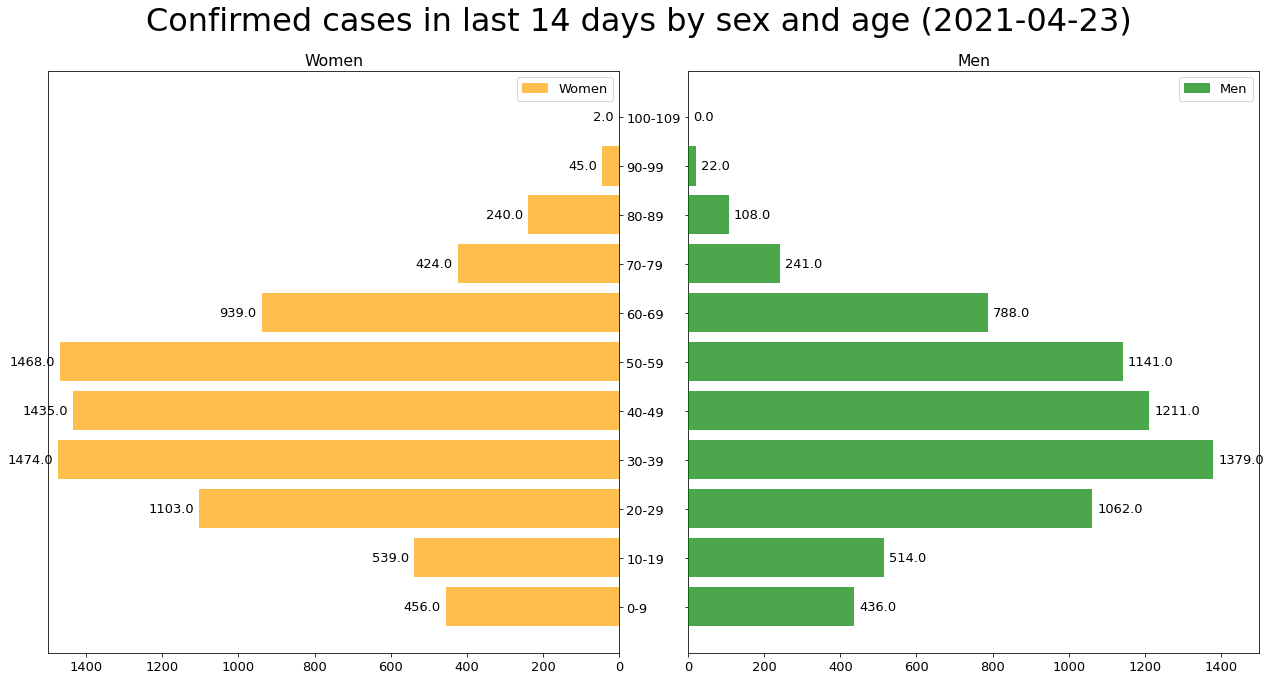 Confirmed cases in last 14 days by sex and age (2021-04-23)
Women Men
Women Men
2.0 100-109 0.0
45.0 90-99 22.0
240.0 80-89 108.0
424.0 70-79 241.0
939.0 60-69 788.0
1468.0 50-59 1141.0
1435.0 40-49 1211.0
1474.0 30-39 1379.0
1103.0 20-29 1062.0
539.0 10-19 514.0
456.0 0-9 436.0
1400 1200 1000 800 600 400 200 0 0 200 400 600 800 1000 1200 1400